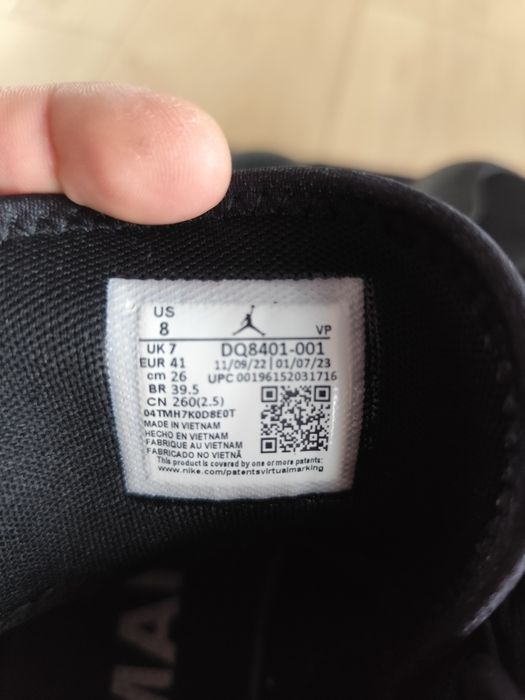 US
8
VP
UK 7
DQ8401-001
EUR 41
11/09/22 | 01/07/23
cm 26
UPC 00196152031716
BR 39.5
CN 260(2.5)
04TMH7K0D8E0T
MADE IN VIETNAM
HECHO EN VIETNAM
FABRIQUE AU VIETNAM
FABRICADO NO VIETNÃ
This product is covered by one or more patents:
www.nike.com/patentsvirtualmarking
MA